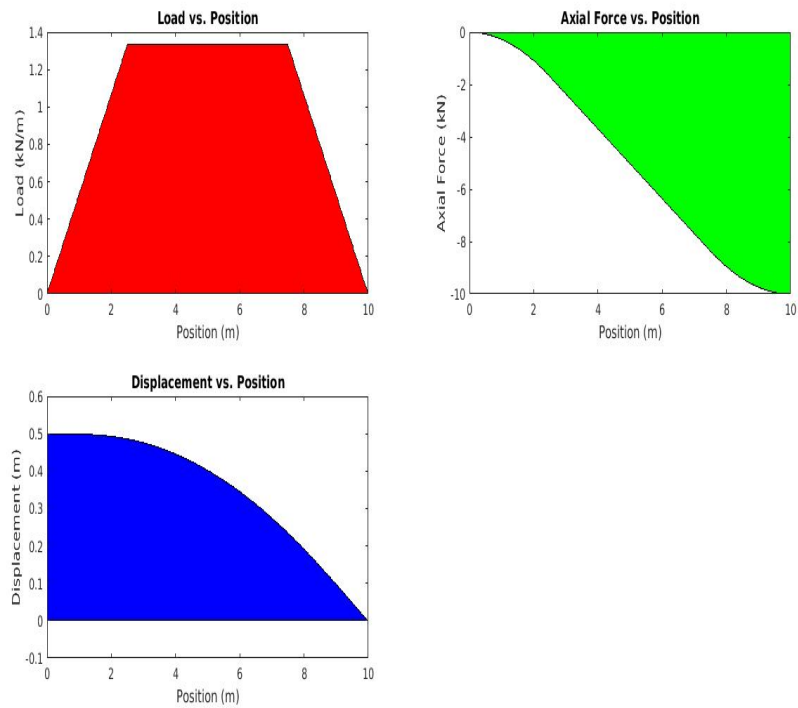 Load vs. Position
1.4
1.2
1
0.8
0.6
0.4
0.2
0
0 2 4 6 8 10
Load (kN/m)
Position (m)
Axial Force vs. Position
0
-2
-4
-6
-8
-10
0 2 4 6 8 10
Axial Force (kN)
Position (m)
Displacement vs. Position
0.6
0.5
0.4
0.3
0.2
0.1
0
-0.1
0 2 4 6 8 10
Displacement (m)
Position (m)